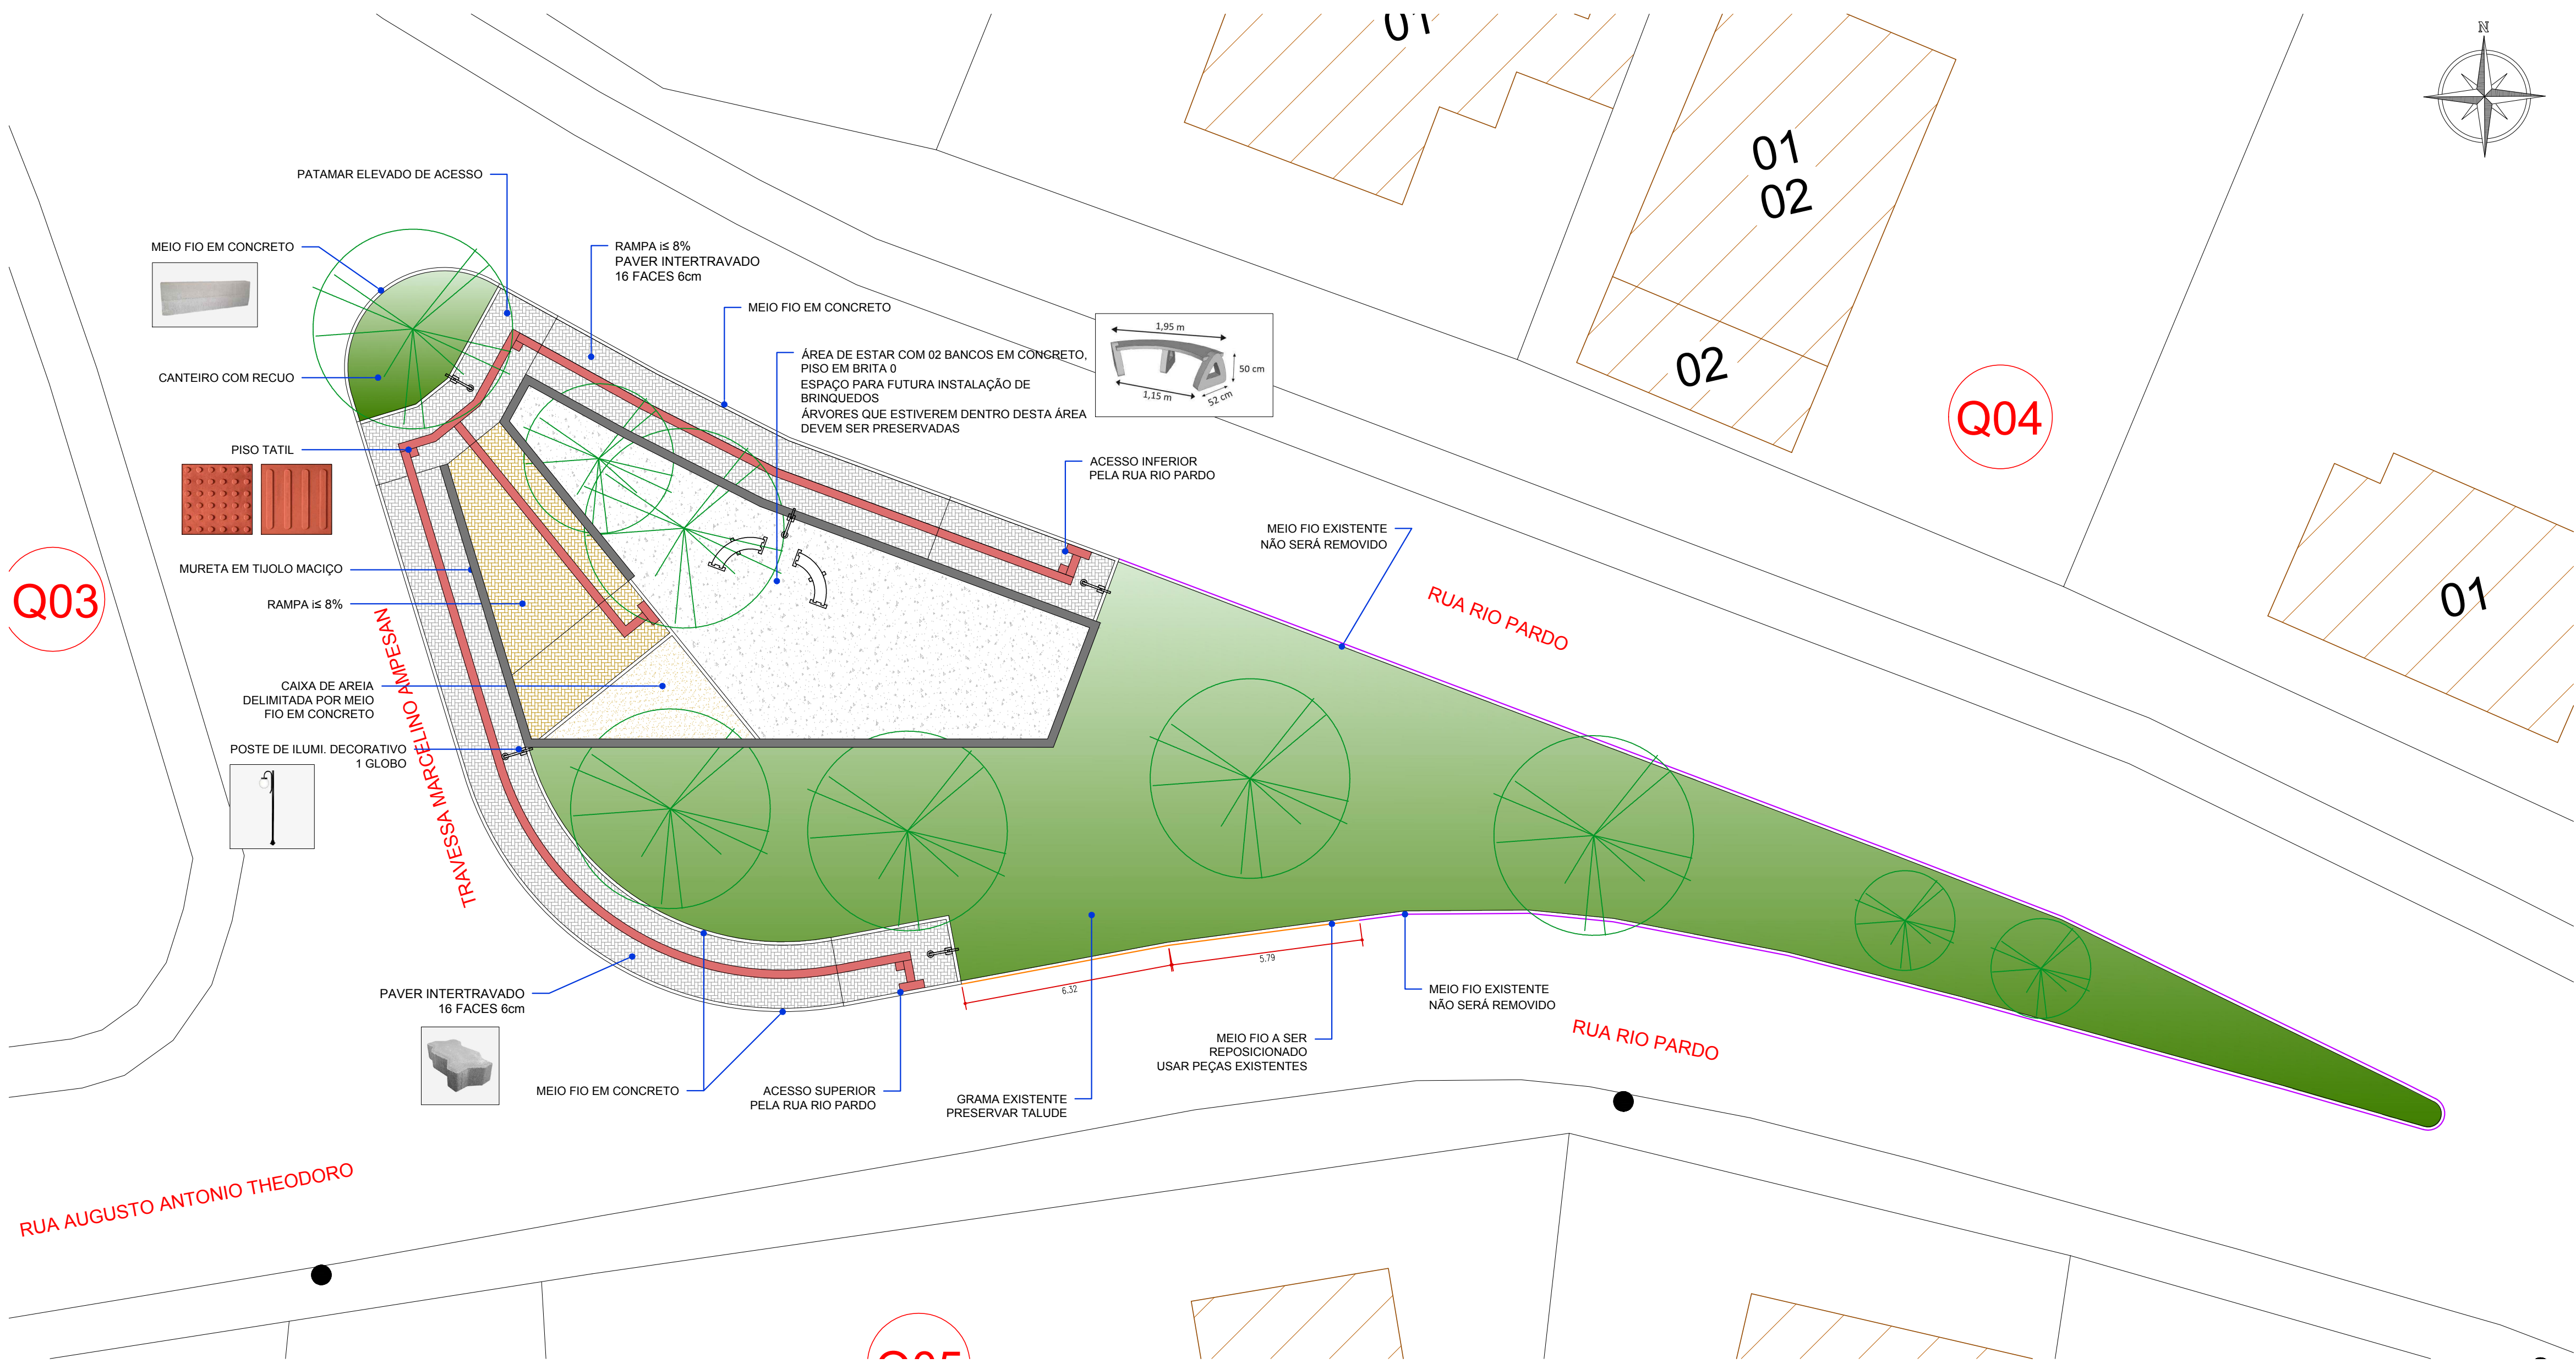 01
N
01
02
02
Q04
01
PATAMAR ELEVADO DE ACESSO
MEIO FIO EM CONCRETO
RAMPA i≤ 8%
PAVER INTERTRAVADO
16 FACES 6cm
MEIO FIO EM CONCRETO
ÁREA DE ESTAR COM 02 BANCOS EM CONCRETO,
PISO EM BRITA 0
ESPAÇO PARA FUTURA INSTALAÇÃO DE
BRINQUEDOS
ÁRVORES QUE ESTIVEREM DENTRO DESTA ÁREA
DEVEM SER PRESERVADAS
1,95 m
50 cm
1,15 m
52 cm
CANTEIRO COM RECUO
PISO TATIL
ACESSO INFERIOR
PELA RUA RIO PARDO
MEIO FIO EXISTENTE
NÃO SERÁ REMOVIDO
Q03
MURETA EM TIJOLO MACIÇO
RAMPA i≤ 8%
RUA RIO PARDO
TRAVESSA MARCELINO AMPESSAN
CAIXA DE AREIA
DELIMITADA POR MEIO
FIO EM CONCRETO
POSTE DE ILUMI. DECORATIVO
1 GLOBO
PAVER INTERTRAVADO
16 FACES 6cm
MEIO FIO EM CONCRETO
ACESSO SUPERIOR
PELA RUA RIO PARDO
6.32
5.79
GRAMA EXISTENTE
PRESERVAR TALUDE
MEIO FIO A SER
REPOSICIONADO
USAR PEÇAS EXISTENTES
MEIO FIO EXISTENTE
NÃO SERÁ REMOVIDO
RUA RIO PARDO
RUA AUGUSTO ANTONIO THEODORO
Q05